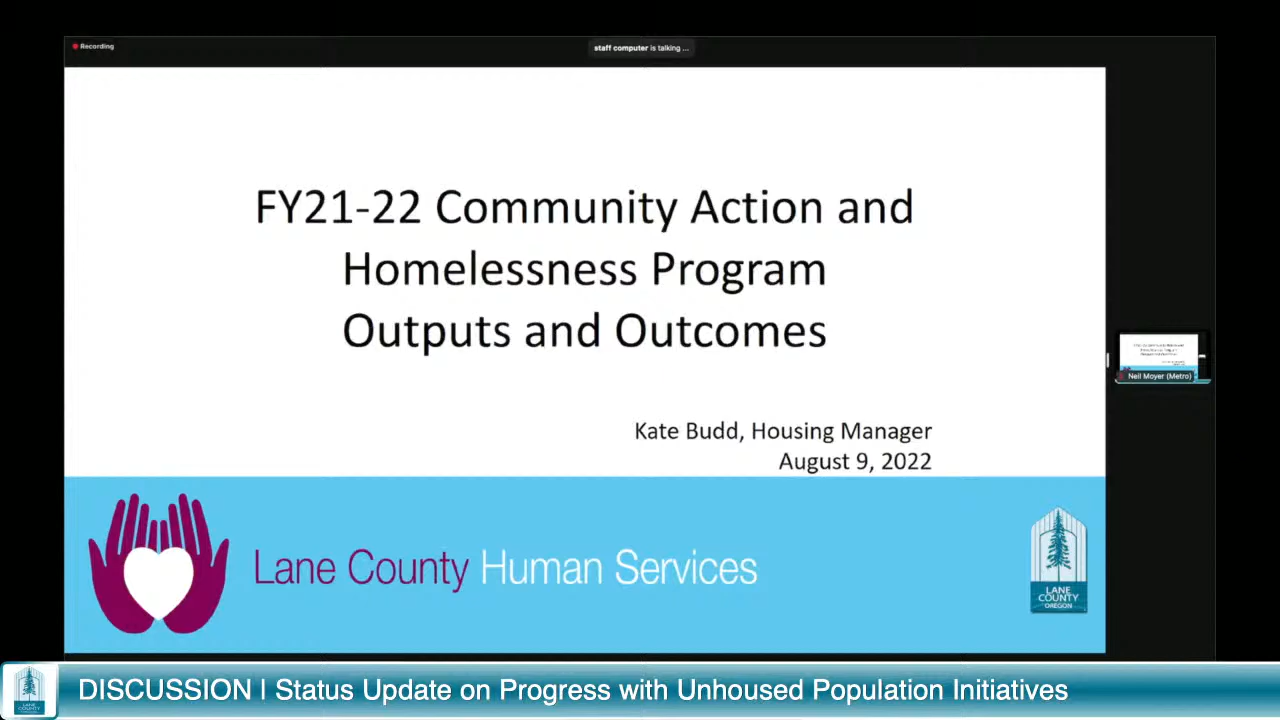 Recording
staff computer is talking ...
FY21-22 Community Action and
Homelessness Program
Outputs and Outcomes
Kate Budd, Housing Manager
August 9, 2022
Neil Moyer (Metro)
Lane County Human Services
LANE
COUNTY
OREGON
DISCUSSION | Status Update on Progress with Unhoused Population Initiatives
LANE
COUNTY